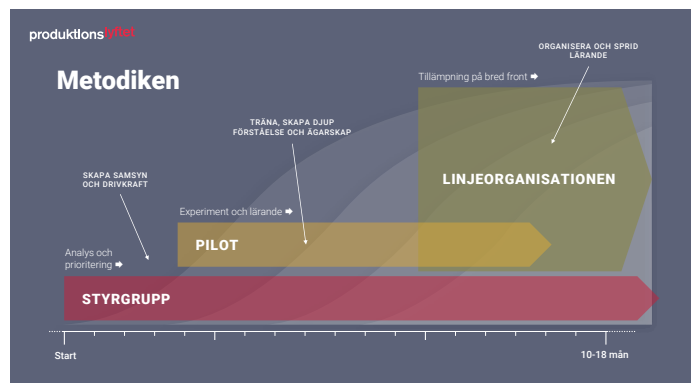 produktionslyftet
Metodiken
ORGANISERA OCH SPRID
LÄRANDE
Tillämpning på bred front
TRÄNA, SKAPA DJUP
FÖRSTÅELSE OCH ÄGARSKAP
LINJEORGANISATIONEN
SKAPA SAMSYN
OCH DRIVKRAFT
Experiment och lärande
PILOT
Analys och
prioritering
STYRGRUPP
Start
10-18 mån